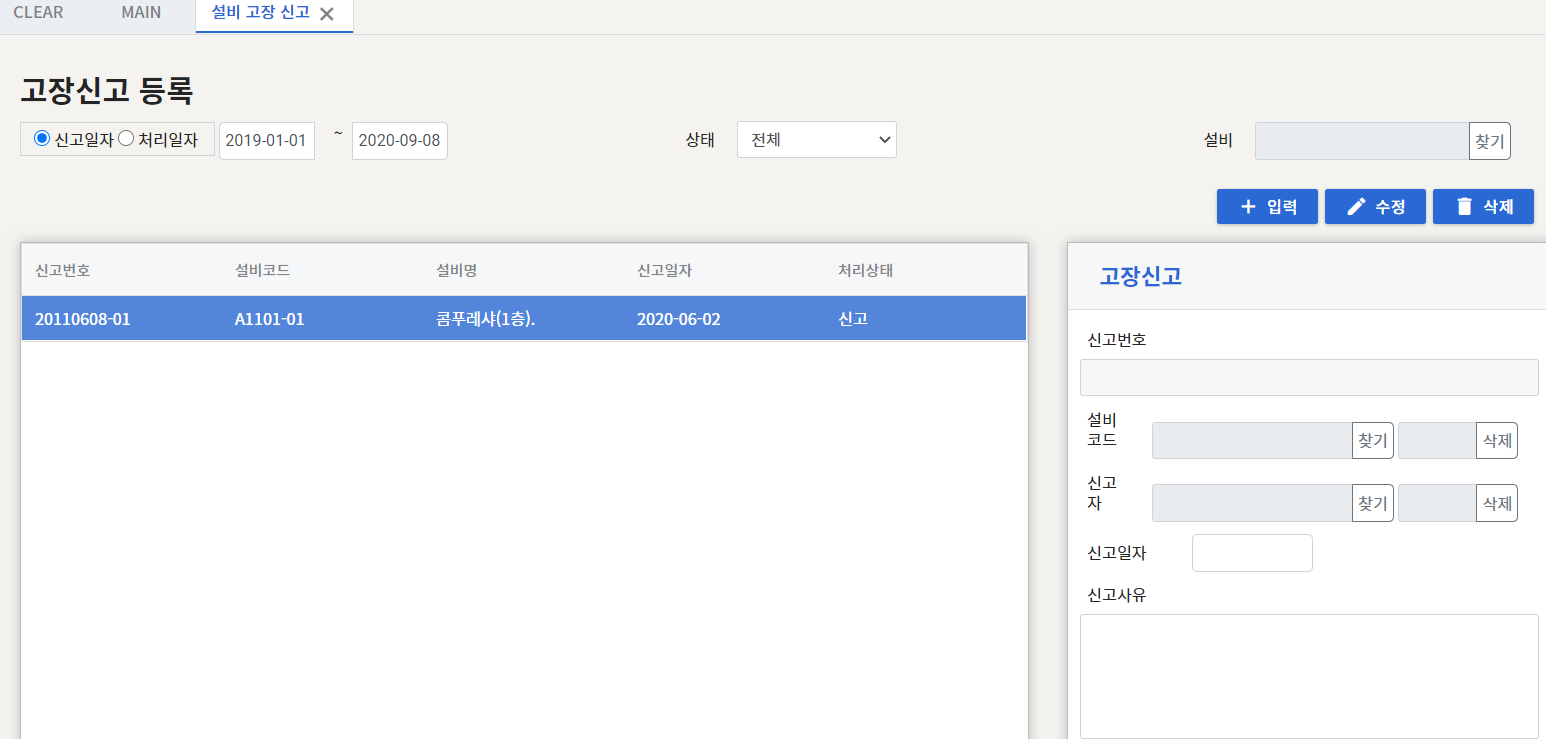 CLEAR MAIN 설비 고장 신고
고장신고 등록
신고일자 처리일자 2019-01-01 ~ 2020-09-08 상태 전체 설비 찾기
입력 수정 삭제
신고번호 설비코드 설비명 신고일자 처리상태
20110608-01 A1101-01 콤푸레샤(1층). 2020-06-02 신고
고장신고
신고번호
설비
코드 찾기 삭제
신고
자 찾기 삭제
신고일자
신고사유